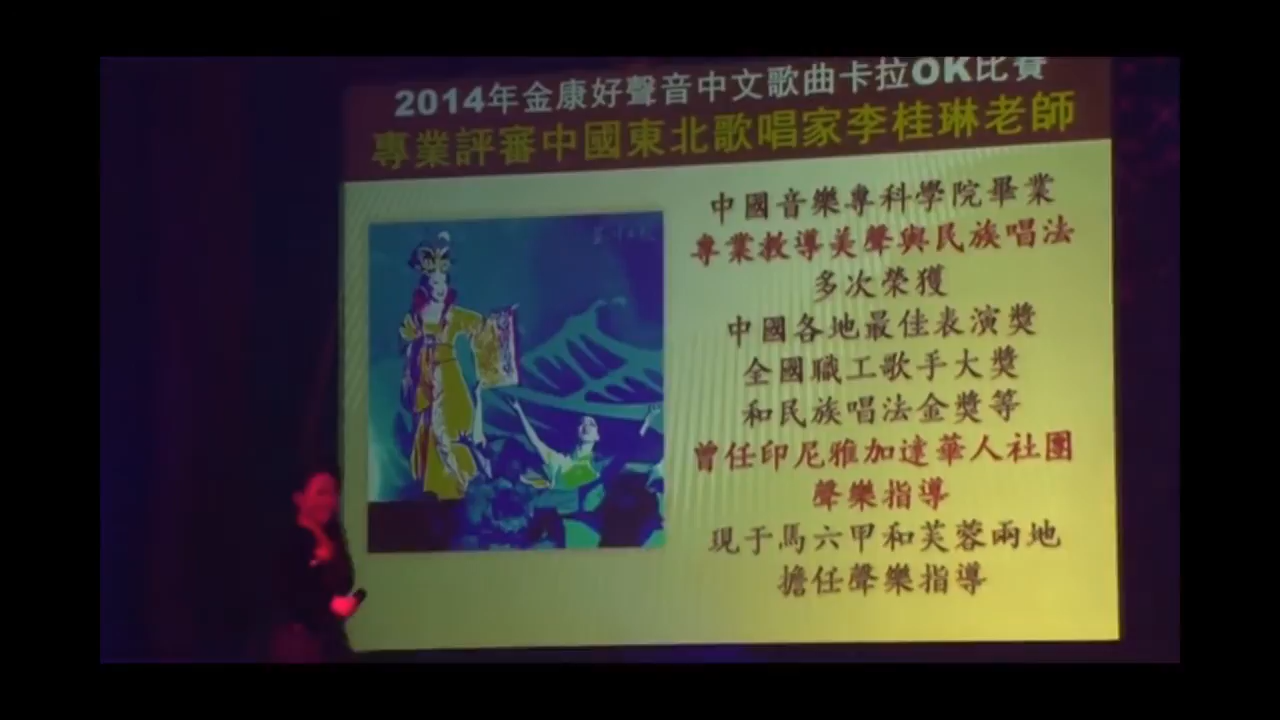 2014年金康好聲音中文歌曲卡拉OK比賽
專業評審中國東北歌唱家李桂琳老師
中國音樂專科學院畢業
專業教導美聲與民族唱法
多次榮獲
中國各地最佳表演獎
全國職工歌手大獎
和民族唱法金獎等
曾任印尼雅加達華人社團
聲樂指導
現于馬六甲和芙蓉兩地
擔任聲樂指導